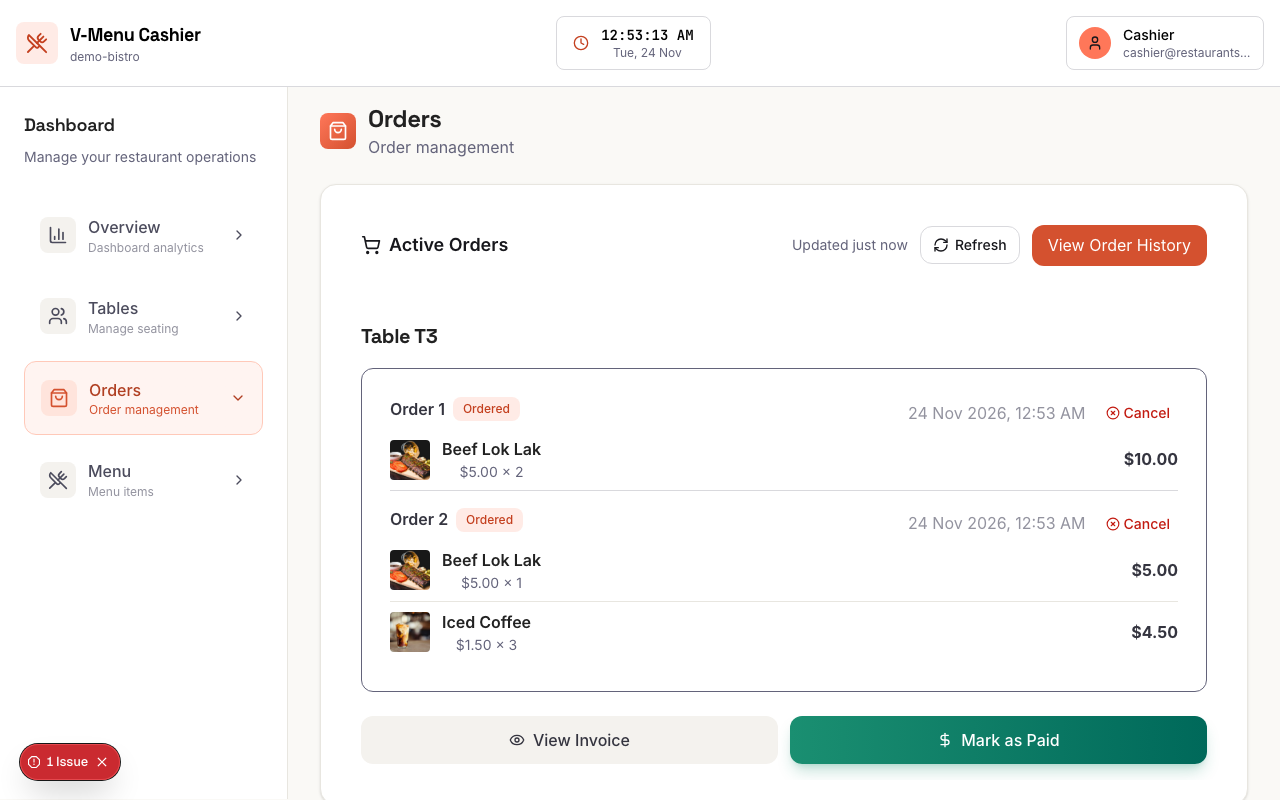 V-Menu Cashier
demo-bistro
12:53:13 AM
Tue, 24 Nov
Cashier
cashier@restaurants...
Dashboard
Manage your restaurant operations
Overview
Dashboard analytics
Tables
Manage seating
Orders
Order management
Menu
Menu items
1 Issue
Orders
Order management
Active Orders
Updated just now
Refresh
View Order History
Table T3
Order 1 Ordered 24 Nov 2026, 12:53 AM Cancel
Beef Lok Lak
$5.00 × 2
$10.00
Order 2 Ordered 24 Nov 2026, 12:53 AM Cancel
Beef Lok Lak
$5.00 × 1
$5.00
Iced Coffee
$1.50 × 3
$4.50
View Invoice
Mark as Paid